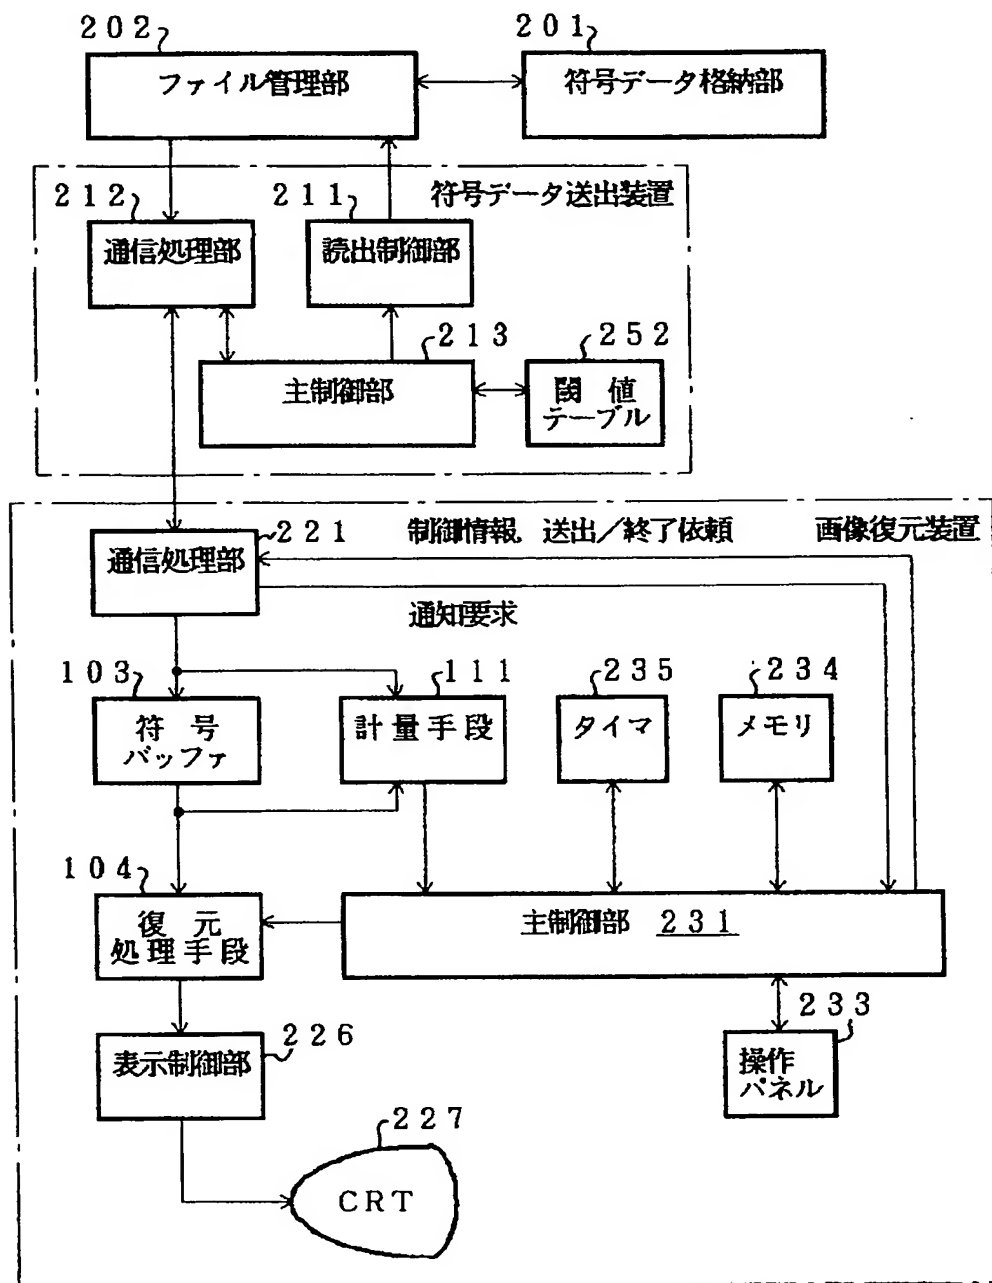 ２０２
２０１
ファイル管理部
符号データ格納部
符号データ送出装置
２１２
２１１
通信処理部
読出制御部
２１３
２５２
主制御部
閾値
テーブル
２２１
制御情報，送出／終了依頼
画像復元装置
通信処理部
通知要求
１０３
１１１
２３５
２３４
符号
バッファ
計量手段
タイマ
メモリ
１０４
復元
処理手段
主制御部 ２３１
２３３
２２６
表示制御部
操作
パネル
２２７
ＣＲＴ